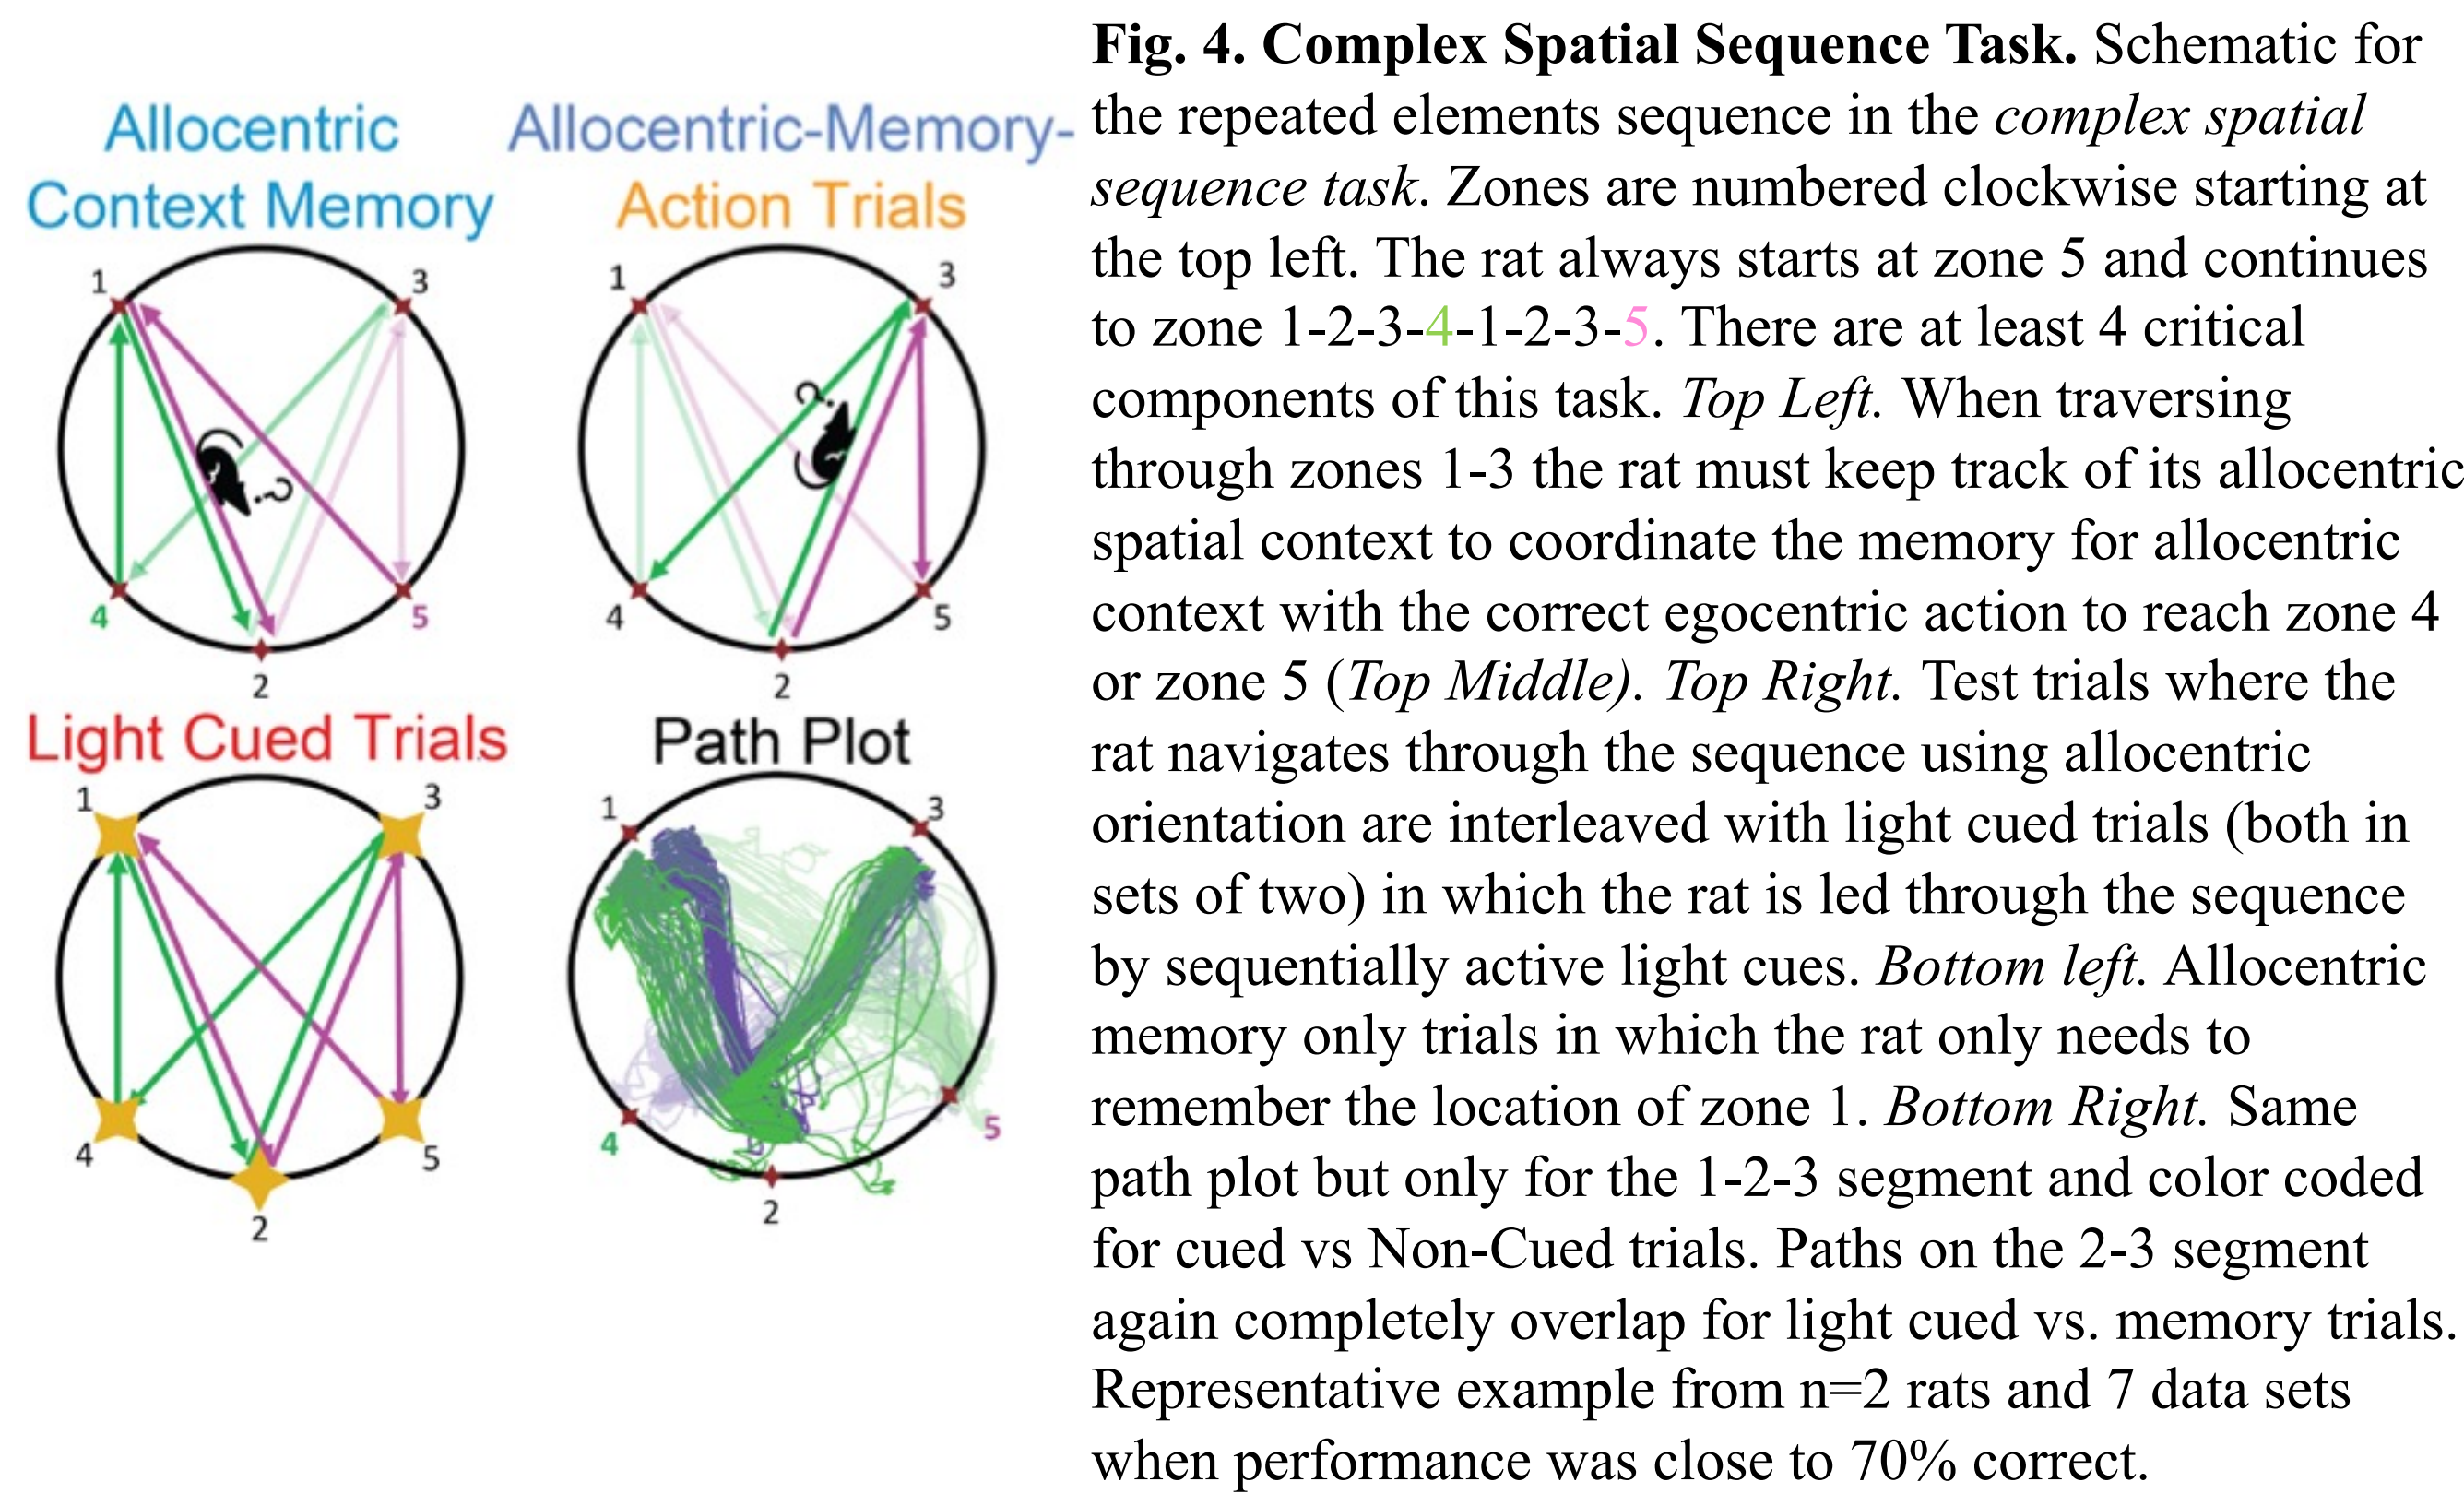 Allocentric
Context Memory
1
3
4
5
2
Allocentric-Memory-
Action Trials
1
3
4
5
2
Light Cued Trials
1
3
4
5
2
Path Plot
1
3
4
5
2
Fig. 4. Complex Spatial Sequence Task. Schematic for
the repeated elements sequence in the complex spatial
sequence task. Zones are numbered clockwise starting at
the top left. The rat always starts at zone 5 and continues
to zone 1-2-3-4-1-2-3-5. There are at least 4 critical
components of this task. Top Left. When traversing
through zones 1-3 the rat must keep track of its allocentric
spatial context to coordinate the memory for allocentric
context with the correct egocentric action to reach zone 4
or zone 5 (Top Middle). Top Right. Test trials where the
rat navigates through the sequence using allocentric
orientation are interleaved with light cued trials (both in
sets of two) in which the rat is led through the sequence
by sequentially active light cues. Bottom left. Allocentric
memory only trials in which the rat only needs to
remember the location of zone 1. Bottom Right. Same
path plot but only for the 1-2-3 segment and color coded
for cued vs Non-Cued trials. Paths on the 2-3 segment
again completely overlap for light cued vs. memory trials.
Representative example from n=2 rats and 7 data sets
when performance was close to 70% correct.